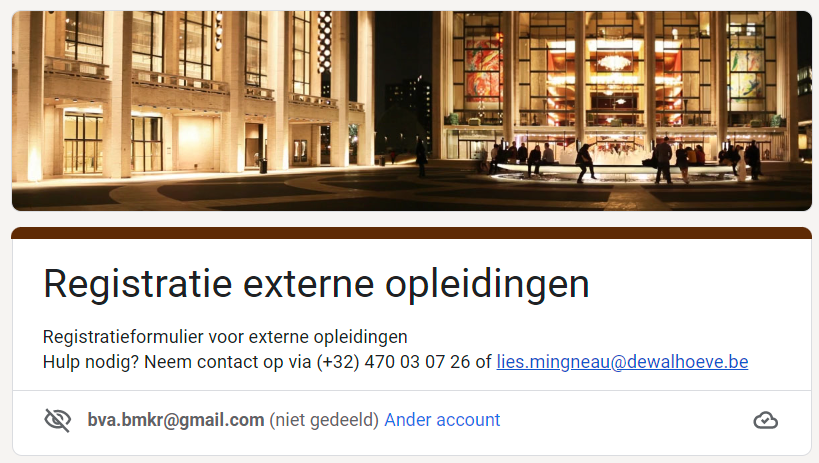 Registratie externe opleidingen
Registratieformulier voor externe opleidingen
Hulp nodig? Neem contact op via (+32) 470 03 07 26 of lies.mingneau@dewalhoeve.be
bva.bmkr@gmail.com (niet gedeeld) Ander account